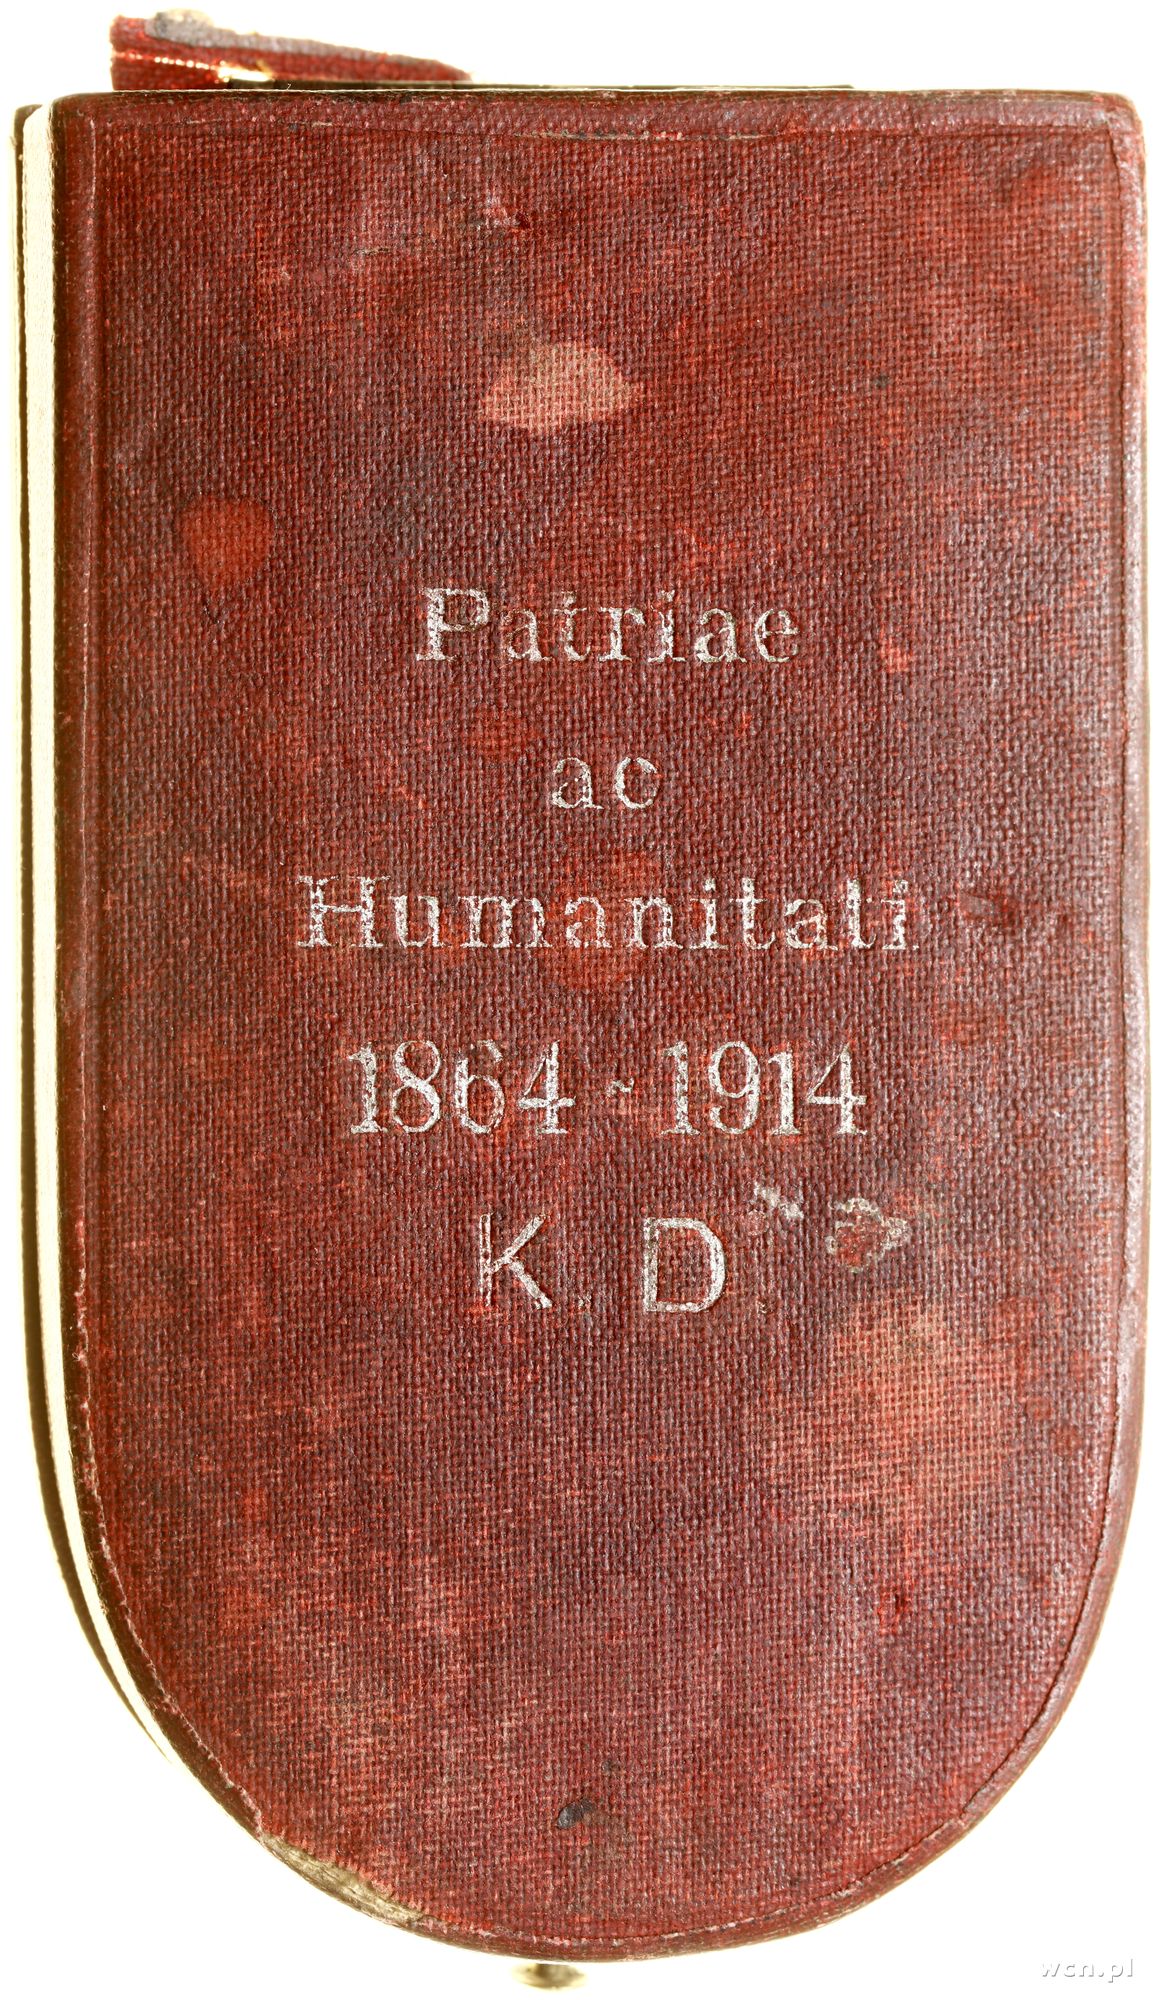 Patriae
ac
Humanitati
1864-1914
K. D.
wcn.pl